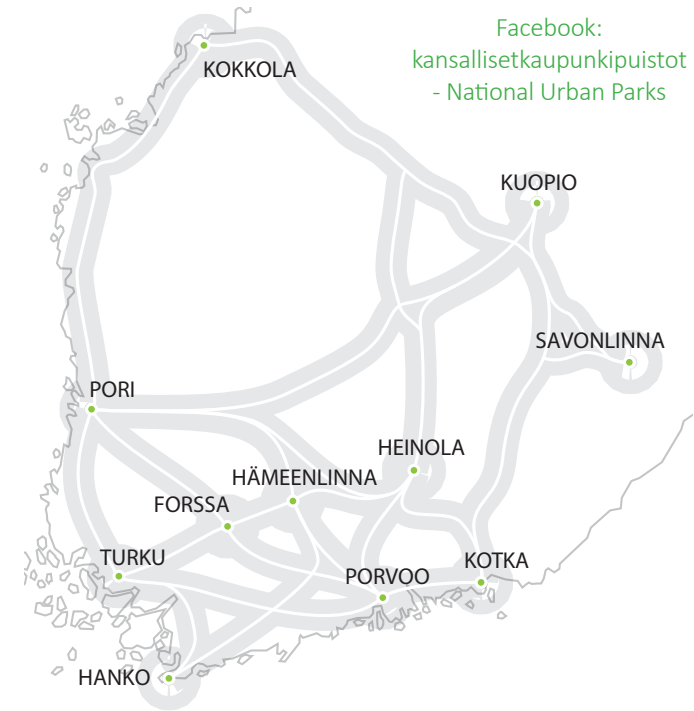 Facebook:
kansallisetkaupunkipuistot
- National Urban Parks
KOKKOLA
KUOPIO
SAVONLINNA
PORI
HEINOLA
HÄMEENLINNA
FORSSA
TURKU
PORVOO
KOTKA
HANKO